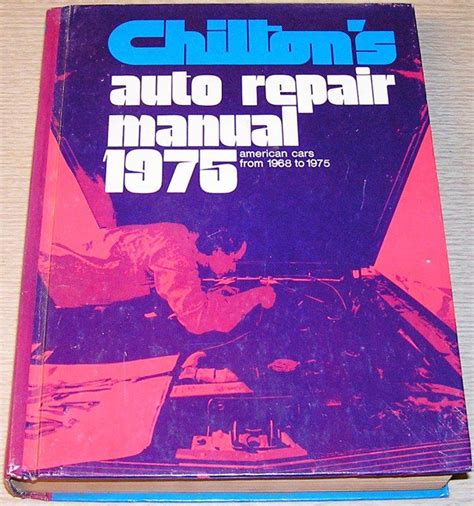 Chilton's
auto repair
manual
1975
american cars
from 1968 to 1975